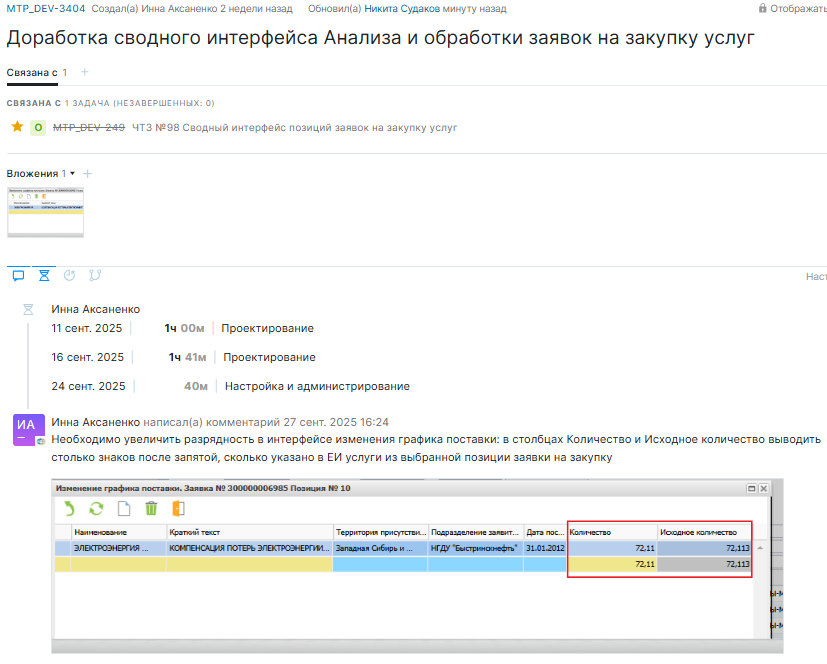 MTP_DEV-3404 Создал(а) Инна Аксаненко 2 недели назад Обновил(а) Никита Судаков минуту назад Отображать
Доработка сводного интерфейса Анализа и обработки заявок на закупку услуг
Связана с 1 +
СВЯЗАНА С 1 ЗАДАЧА (НЕЗАВЕРШЕННЫХ: 0)
О MTP_DEV-249 ЧТЗ №98 Сводный интерфейс позиций заявок на закупку услуг
Вложения 1
Наст
Инна Аксаненко
11 сент. 2025 1ч 00м Проектирование
16 сент. 2025 1ч 41м Проектирование
24 сент. 2025 40м Настройка и администрирование
ИА
Инна Аксаненко написал(а) комментарий 27 сент. 2025 16:24
Необходимо увеличить разрядность в интерфейсе изменения графика поставки: в столбцах Количество и Исходное количество выводить
столько знаков после запятой, сколько указано в ЕИ услуги из выбранной позиции заявки на закупку
Изменение графика поставки. Заявка № 300000006985 Позиция № 10
Наименование Краткий текст Территория присутстви... Подразделение заявит... Дата пос... Количество Исходное количество
ЭЛЕКТРОЭНЕРГИЯ ... КОМПЕНСАЦИЯ ПОТЕРЬ ЭЛЕКТРОЭНЕРГИИ... Западная Сибирь и ... НГДУ "Быстринскнефть" 31.01.2012 72,11 72,113
72,11 72,113